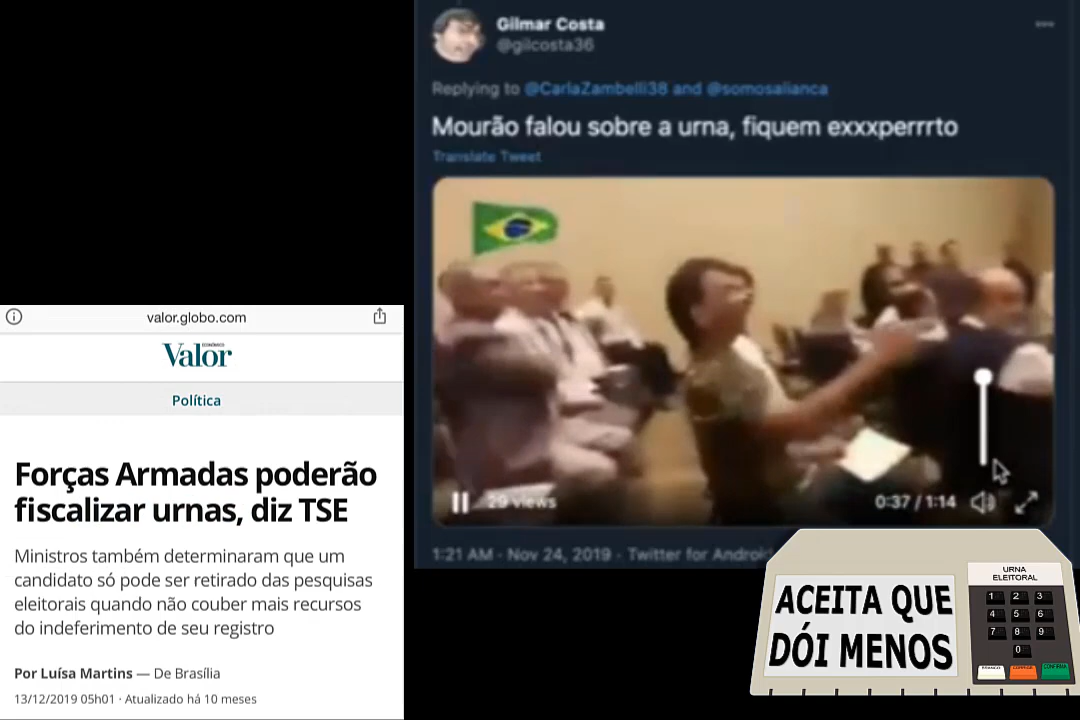 Gilmar Costa
@gilcosta36
Replying to @CarlaZambelli38 and @somosalianca
Mourão falou sobre a urna, fiquem exxxperrrto
Translate Tweet
29 views
0:37 / 1:14
1:21 AM · Nov 24, 2019 · Twitter for Android
valor.globo.com
Valor
ECONÔMICO
Política
Forças Armadas poderão
fiscalizar urnas, diz TSE
Ministros também determinaram que um
candidato só pode ser retirado das pesquisas
eleitorais quando não couber mais recursos
do indeferimento de seu registro
Por Luísa Martins — De Brasília
13/12/2019 05h01 · Atualizado há 10 meses
ACEITA QUE
DÓI MENOS
URNA
ELEITORAL
1 2 3
4 5 6
7 8 9
0
BRANCO CORRIGE CONFIRMA